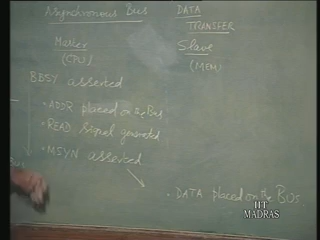 Asynchronous Bus DATA
TRANSFER
Master Slave
(CPU) (MEM)
BBSY asserted
• ADDR placed on the Bus
• READ signal generated
• MSYN asserted
Bus
• DATA placed on the BUS
IIT
MADRAS